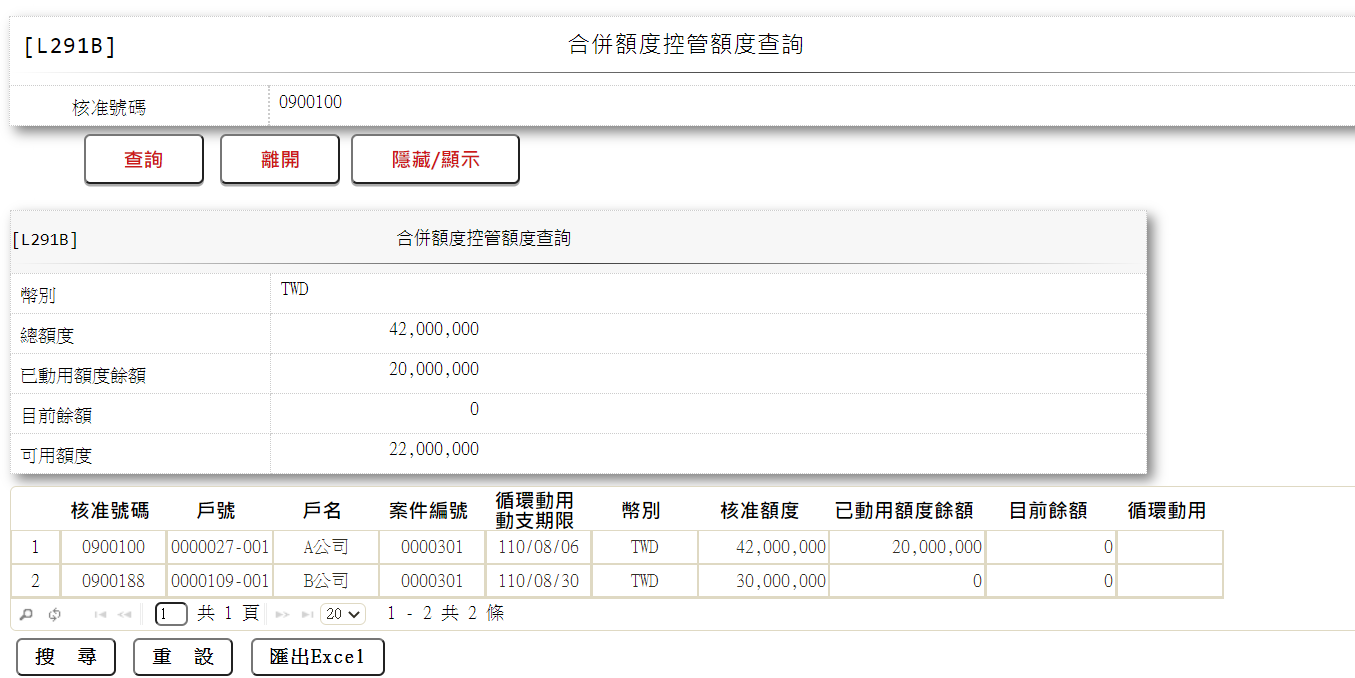 [L291B] 合併額度控管額度查詢
核准號碼 0900100
查詢 離開 隱藏/顯示
[L291B] 合併額度控管額度查詢
幣別 TWD
總額度 42,000,000
已動用額度餘額 20,000,000
目前餘額 0
可用額度 22,000,000
核准號碼 戶號 戶名 案件編號 循環動用 動支期限 幣別 核准額度 已動用額度餘額 目前餘額 循環動用
1 0900100 0000027-001 A公司 0000301 110/08/06 TWD 42,000,000 20,000,000 0
2 0900188 0000109-001 B公司 0000301 110/08/30 TWD 30,000,000 0 0
1 共 1 頁 20 1 - 2 共 2 條
搜 尋 重 設 匯出Excel